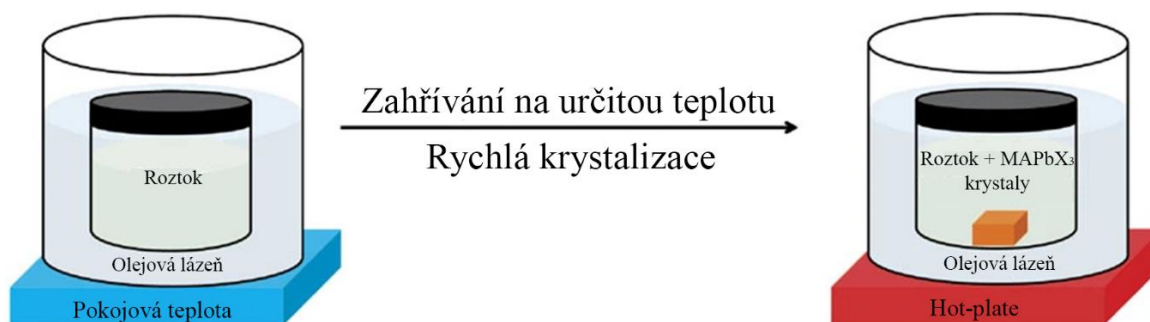 Roztok
Olejová lázeň
Pokojová teplota
Zahřívání na určitou teplotu
Rychlá krystalizace
Roztok + MAPbX₃
krystaly
Olejová lázeň
Hot-plate